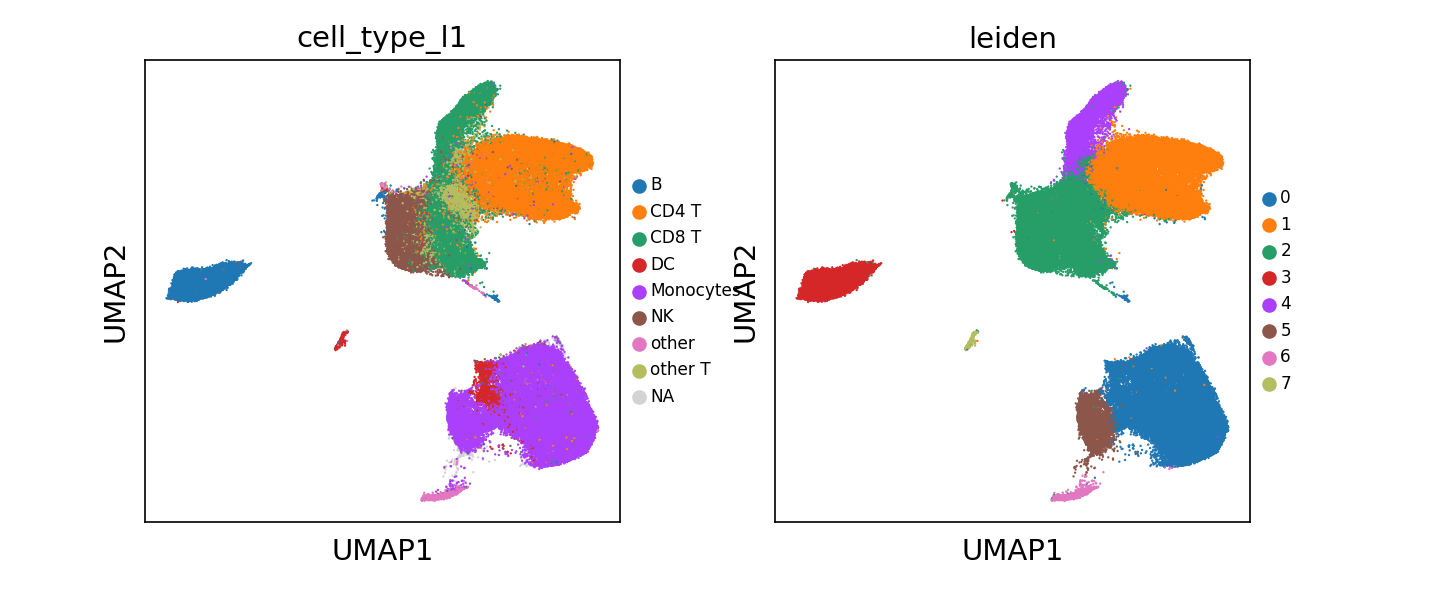 cell_type_l1
UMAP2
UMAP1
B
CD4 T
CD8 T
DC
Monocytes
NK
other
other T
NA
leiden
UMAP2
UMAP1
0
1
2
3
4
5
6
7